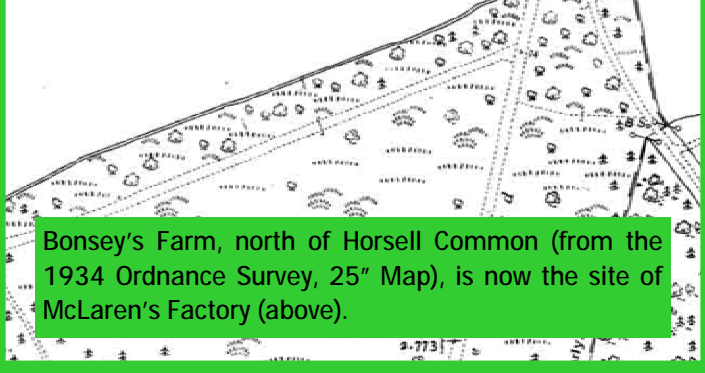 B.S.
Bonsey's Farm, north of Horsell Common (from the
1934 Ordnance Survey, 25" Map), is now the site of
McLaren's Factory (above).